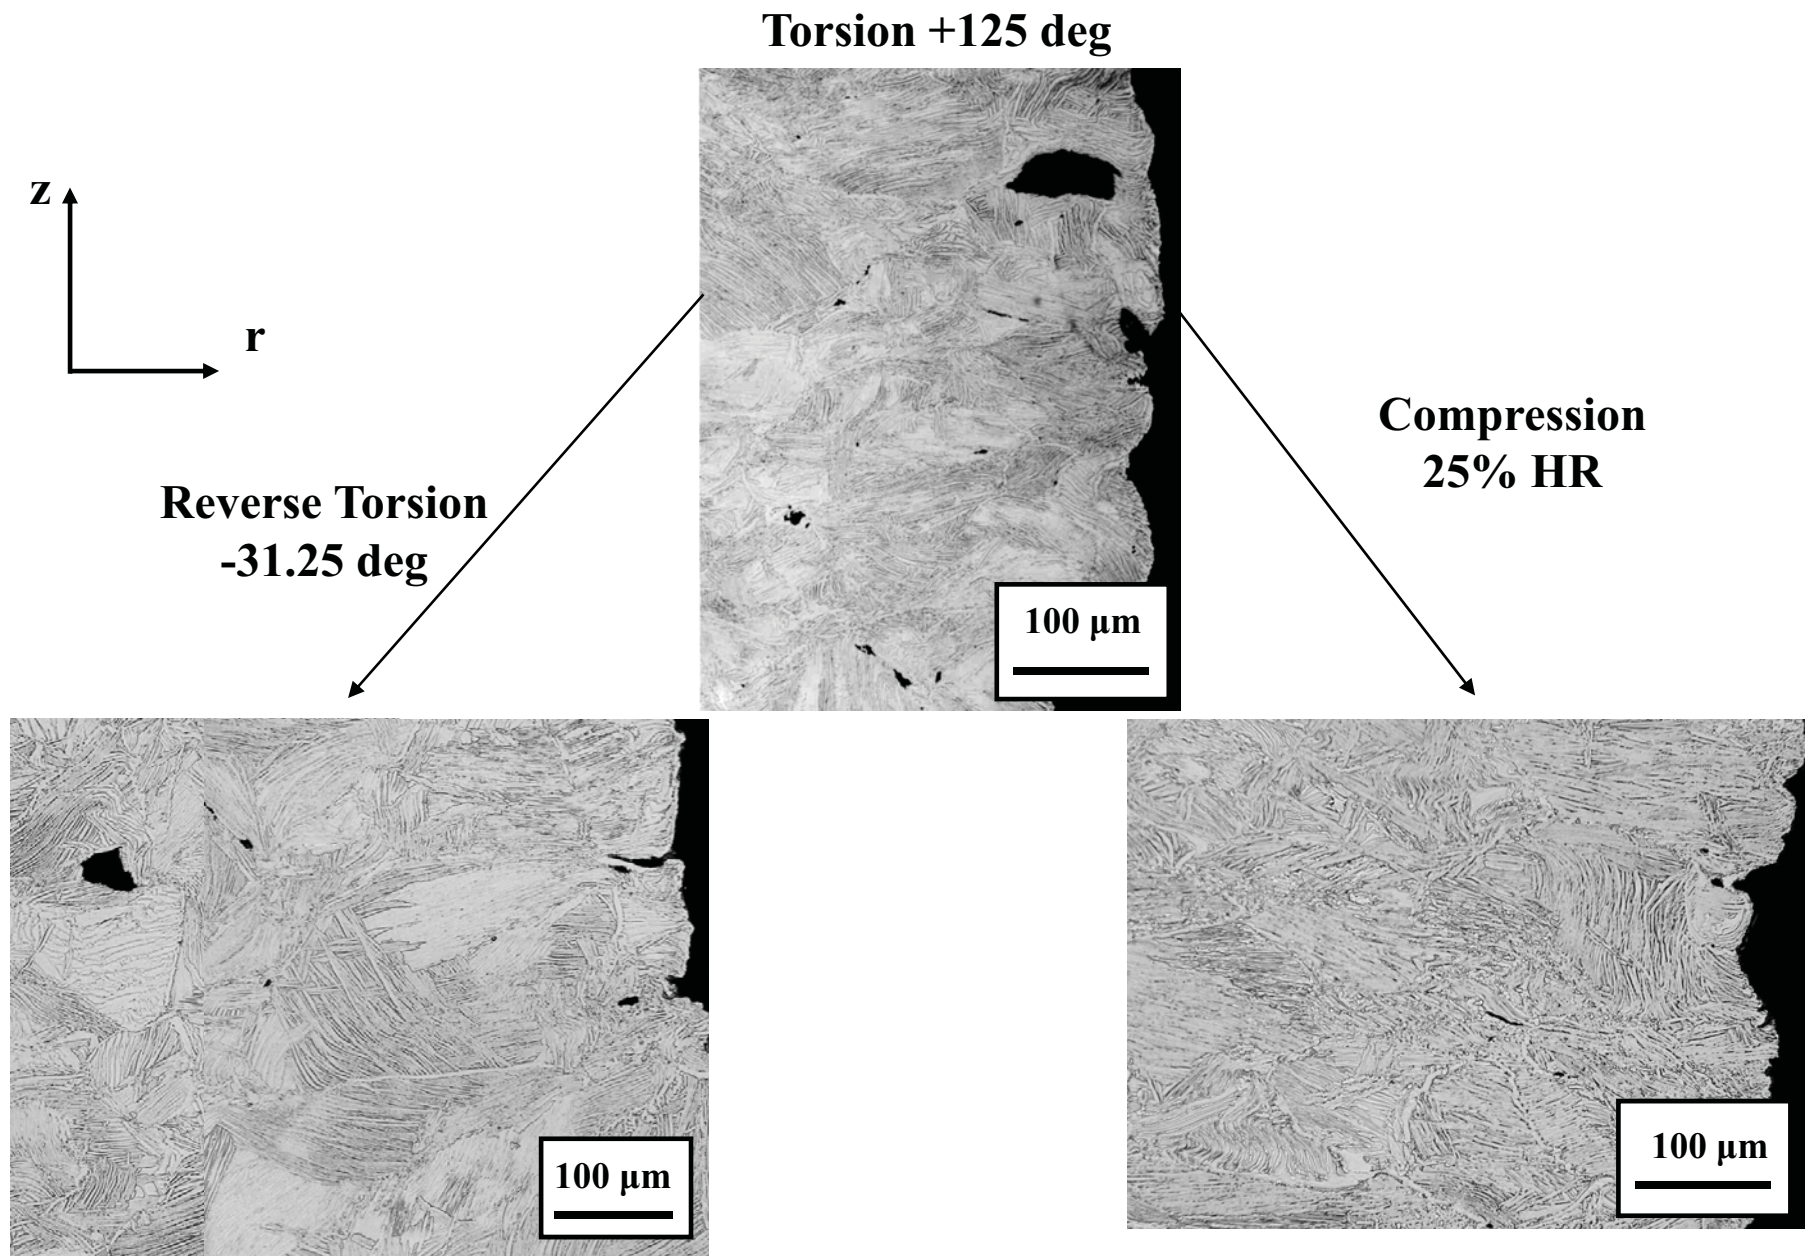 Torsion +125 deg
z
r
Compression
25% HR
Reverse Torsion
-31.25 deg
100 µm
100 µm
100 µm